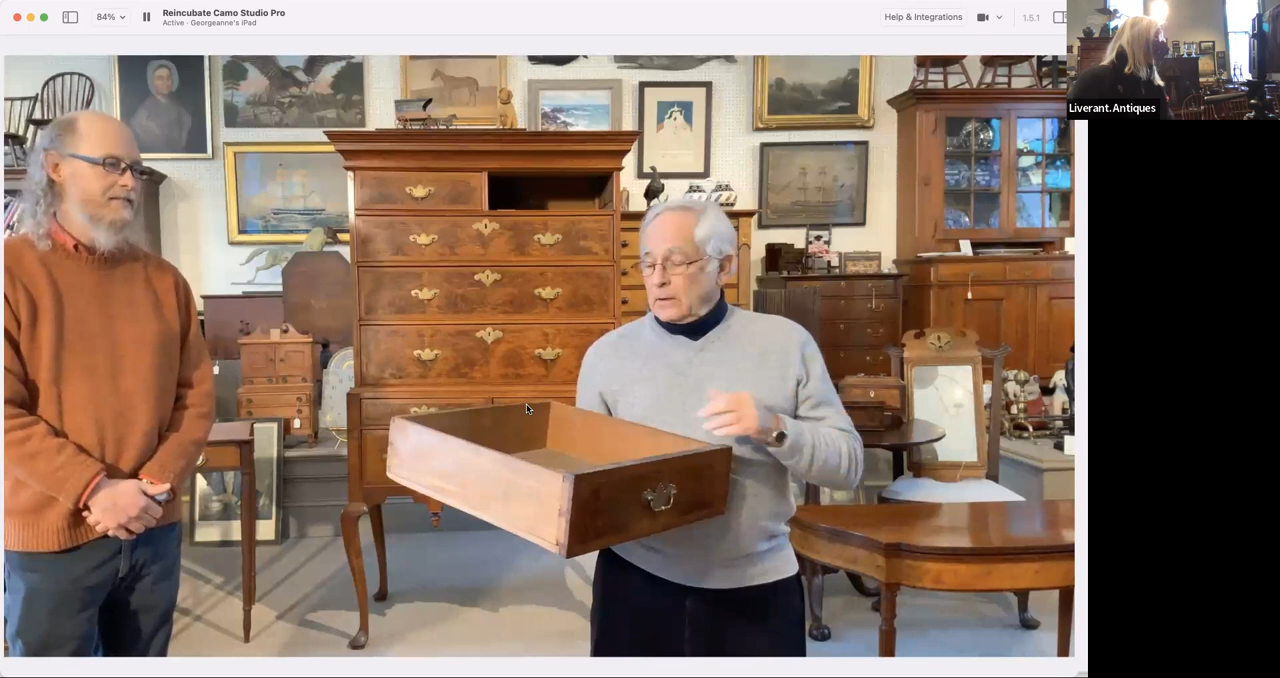 84%
Reincubate Camo Studio Pro
Active · Georgeanne's iPad
Help & Integrations
1.5.1
Liverant.Antiques